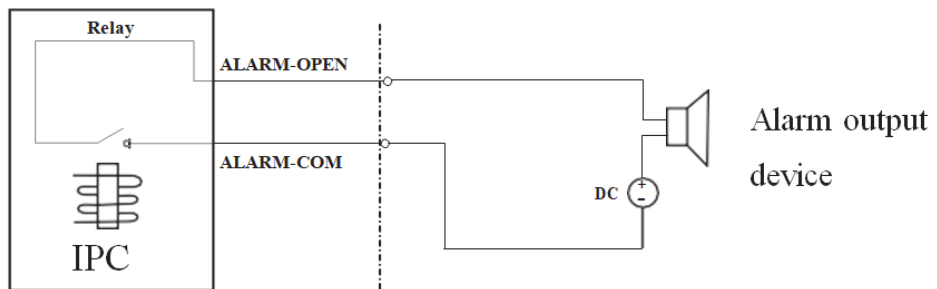 Relay
ALARM-OPEN
ALARM-COM
IPC
DC
+
-
Alarm output
device